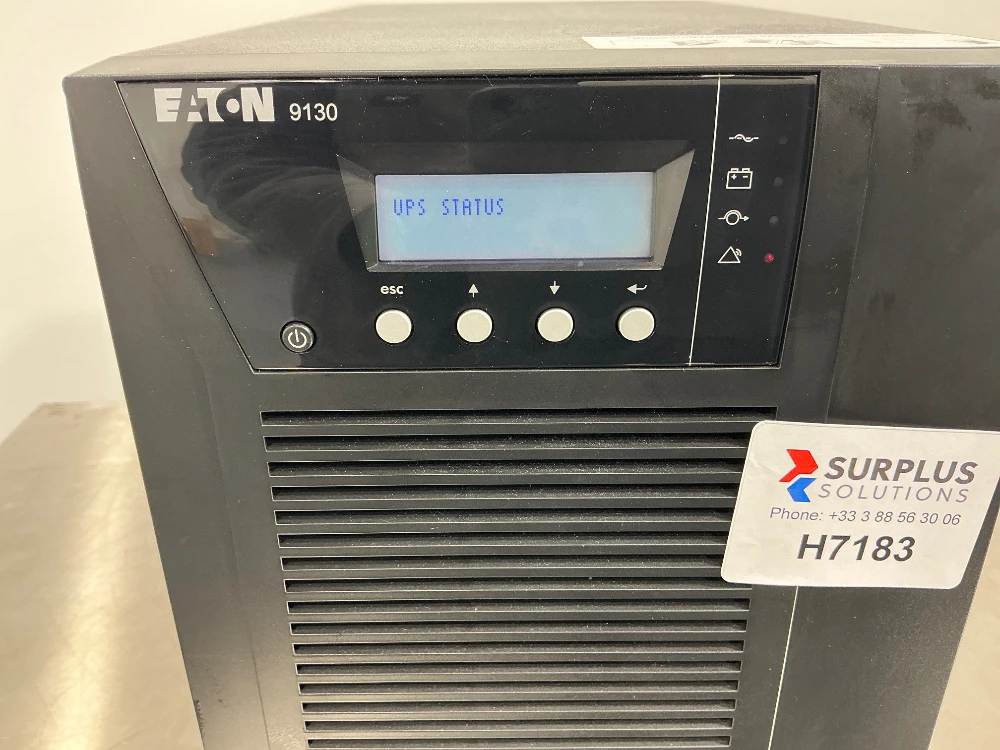 EATON 9130
UPS STATUS
esc
SURPLUS
SOLUTIONS
Phone: +33 3 88 56 30 06
H7183